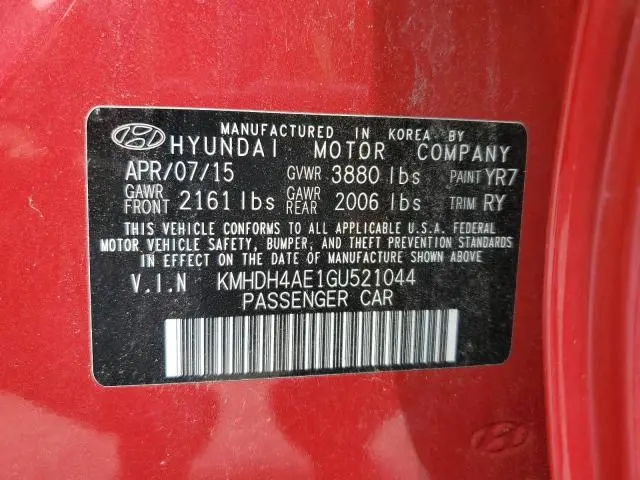 MANUFACTURED IN KOREA BY
HYUNDAI MOTOR COMPANY
APR/07/15 GVWR 3880 lbs PAINT YR7
GAWR FRONT 2161 lbs GAWR REAR 2006 lbs TRIM RY
THIS VEHICLE CONFORMS TO ALL APPLICABLE U.S.A. FEDERAL
MOTOR VEHICLE SAFETY, BUMPER, AND THEFT PREVENTION STANDARDS
IN EFFECT ON THE DATE OF MANUFACTURE SHOWN ABOVE
V.I.N KMHDH4AE1GU521044
PASSENGER CAR